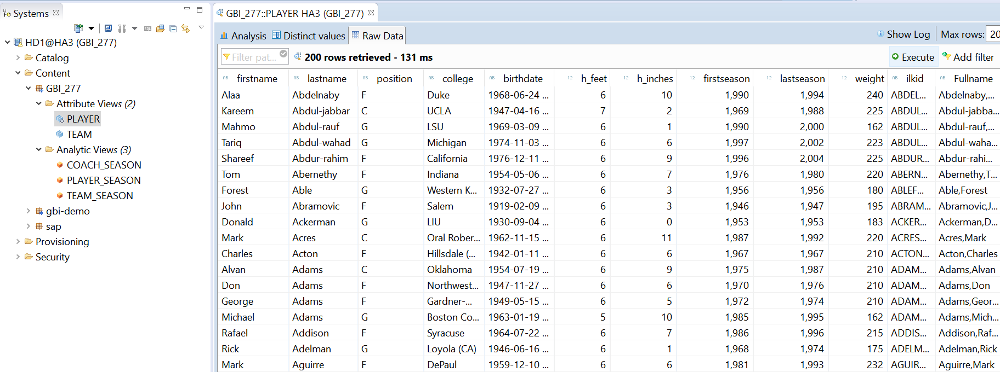 Systems
HD1@HA3 (GBI_277)
Catalog
Content
GBI_277
Attribute Views (2)
PLAYER
TEAM
Analytic Views (3)
COACH_SEASON
PLAYER_SEASON
TEAM_SEASON
gbi-demo
sap
Provisioning
Security
GBI_277::PLAYER HA3 (GBI_277)
Analysis Distinct values Raw Data Show Log Max rows: 20
Filter pat... 200 rows retrieved - 131 ms Execute Add filter
firstname lastname position college birthdate h_feet h_inches firstseason lastseason weight ilkid Fullname
Alaa Abdelnaby F Duke 1968-06-24 ... 6 10 1,990 1,994 240 ABDEL... Abdelnaby,...
Kareem Abdul-jabbar C UCLA 1947-04-16 ... 7 2 1,969 1,988 225 ABDUL... Abdul-jabba...
Mahmo Abdul-rauf G LSU 1969-03-09 ... 6 1 1,990 2,000 162 ABDUL... Abdul-rauf,...
Tariq Abdul-wahad G Michigan 1974-11-03 ... 6 6 1,997 2,002 223 ABDUL... Abdul-waha...
Shareef Abdur-rahim F California 1976-12-11 ... 6 9 1,996 2,004 225 ABDUR... Abdur-rahi...
Tom Abernethy F Indiana 1954-05-06 ... 6 7 1,976 1,980 220 ABERN... Abernethy,T...
Forest Able G Western K... 1932-07-27 ... 6 3 1,956 1,956 180 ABLEF... Able,Forest
John Abramovic F Salem 1919-02-09 ... 6 3 1,946 1,947 195 ABRAM... Abramovic,J...
Donald Ackerman G LIU 1930-09-04 ... 6 0 1,953 1,953 183 ACKER... Ackerman,D...
Mark Acres C Oral Rober... 1962-11-15 ... 6 11 1,987 1,992 220 ACRES... Acres,Mark
Charles Acton F Hillsdale (... 1942-01-11 ... 6 6 1,967 1,967 210 ACTON... Acton,Charles
Alvan Adams C Oklahoma 1954-07-19 ... 6 9 1,975 1,987 210 ADAM... Adams,Alvan
Don Adams F Northwest... 1947-11-27 ... 6 6 1,970 1,976 210 ADAM... Adams,Don
George Adams F Gardner-... 1949-05-15 ... 6 5 1,972 1,974 210 ADAM... Adams,Geor...
Michael Adams G Boston Co... 1963-01-19 ... 5 10 1,985 1,995 162 ADAM... Adams,Mich...
Rafael Addison F Syracuse 1964-07-22 ... 6 7 1,986 1,996 215 ADDIS... Addison,Raf...
Rick Adelman G Loyola (CA) 1946-06-16 ... 6 1 1,968 1,974 175 ADELM... Adelman,Rick
Mark Aguirre F DePaul 1959-12-10 ... 6 6 1,981 1,993 232 AGUIR... Aguirre,Mark